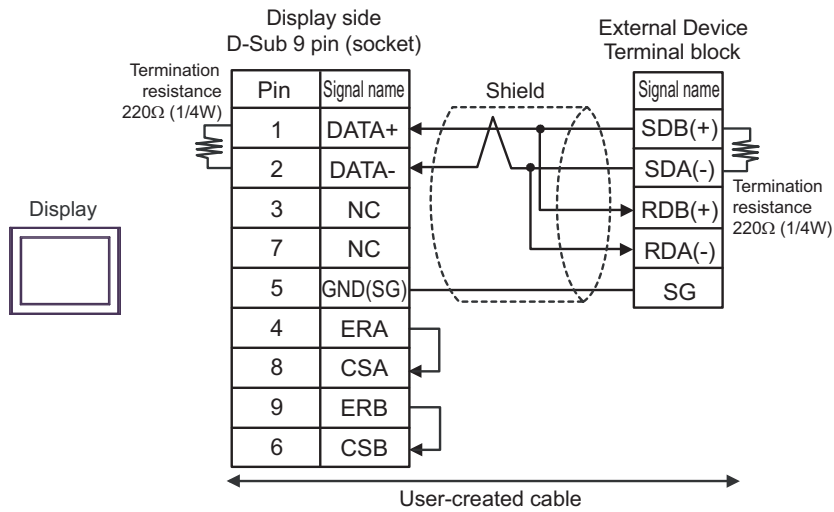 Display side
D-Sub 9 pin (socket)
External Device
Terminal block
Termination
resistance
220Ω (1/4W)
Pin Signal name
Shield
Signal name
1 DATA+
SDB(+)
2 DATA-
SDA(-)
Termination
resistance
220Ω (1/4W)
Display
3 NC
RDB(+)
7 NC
RDA(-)
5 GND(SG)
SG
4 ERA
8 CSA
9 ERB
6 CSB
User-created cable